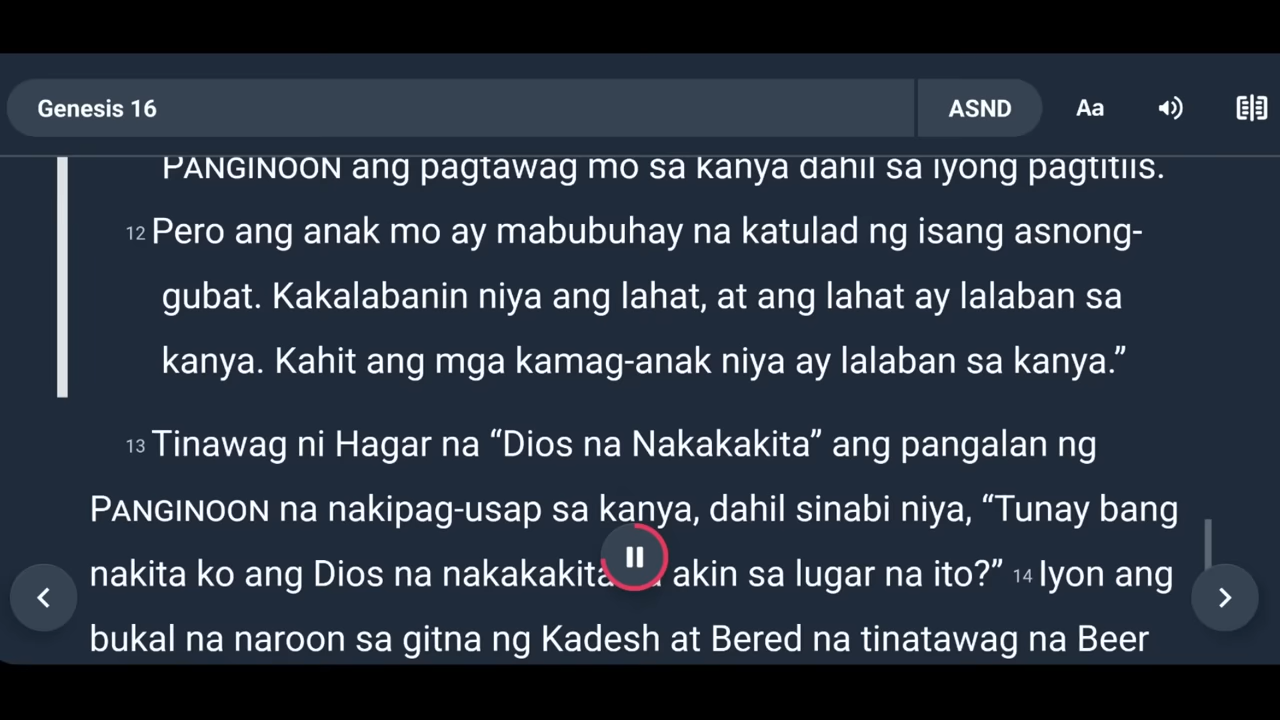 Genesis 16
ASND
Aa
PANGINOON ang pagtawag mo sa kanya dahil sa iyong pagtitiis.
12 Pero ang anak mo ay mabubuhay na katulad ng isang asnong-
gubat. Kakalabanin niya ang lahat, at ang lahat ay lalaban sa
kanya. Kahit ang mga kamag-anak niya ay lalaban sa kanya.”
13 Tinawag ni Hagar na “Dios na Nakakakita” ang pangalan ng
PANGINOON na nakipag-usap sa kanya, dahil sinabi niya, “Tunay bang
nakita ko ang Dios na nakakakita akin sa lugar na ito?” 14 Iyon ang
bukal na naroon sa gitna ng Kadesh at Bered na tinatawag na Beer